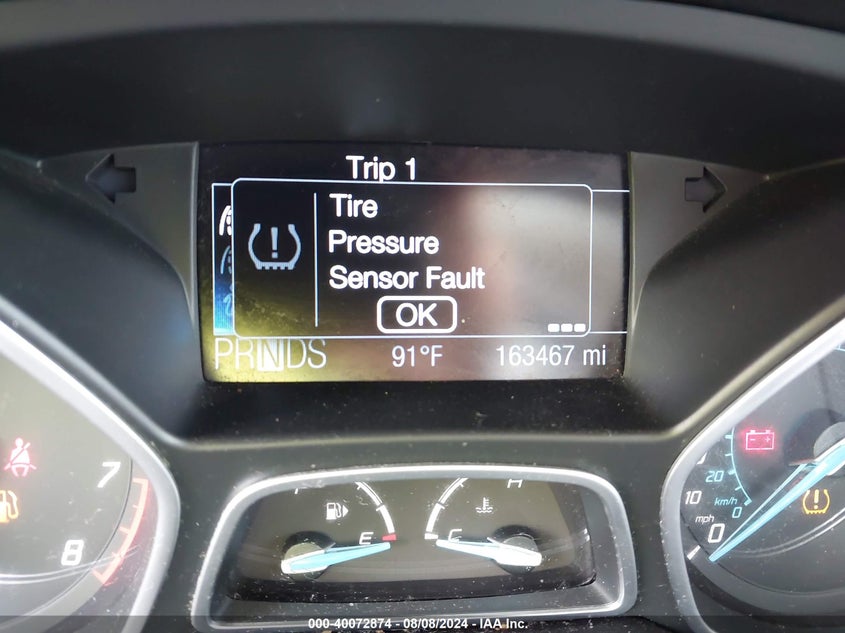 Trip 1
Tire
Pressure
Sensor Fault
OK
PRNDS 91°F 163467 mi
7
8
F
E
H
C
20
10
0
km/h
mph
0
000-40072874 - 08/08/2024 - IAA Inc.